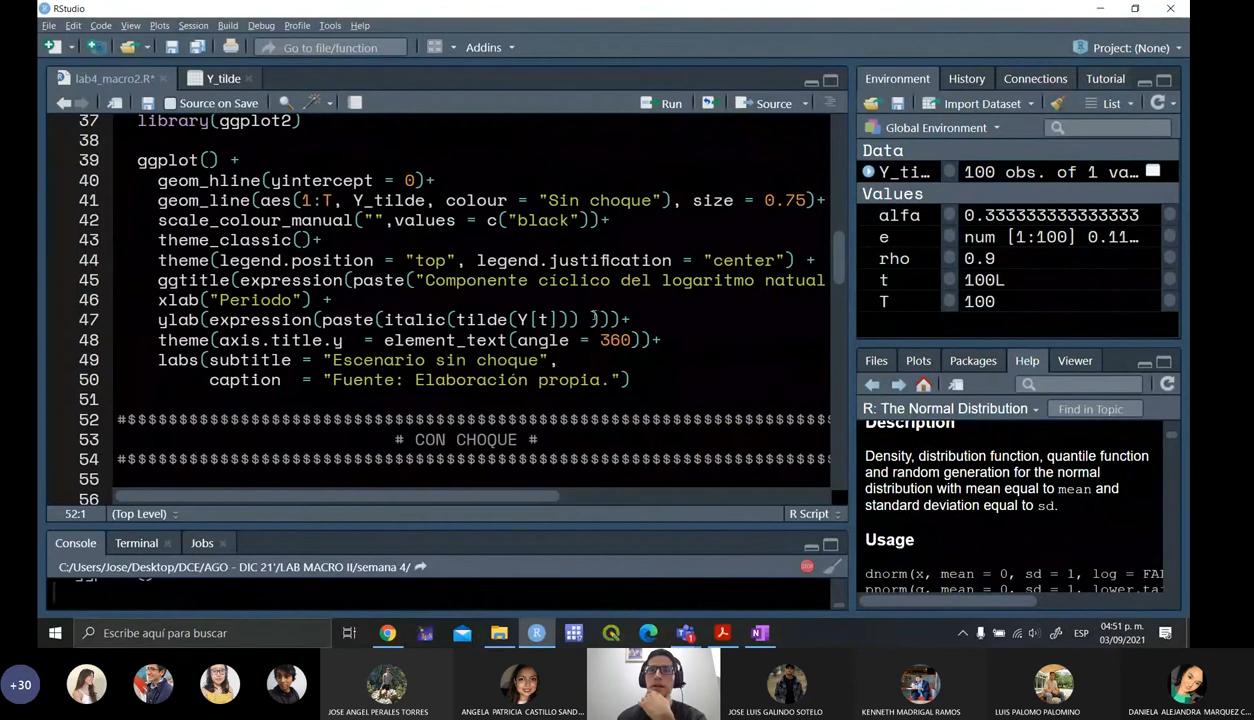 RStudio
File Edit Code View Plots Session Build Debug Profile Tools Help
Go to file/function
Addins
Project: (None)
lab4_macro2.R*
Y_tilde
Source on Save
Run
Source
37 library(ggplot2)
38
39 ggplot() +
40 geom_hline(yintercept = 0)+
41 geom_line(aes(1:T, Y_tilde, colour = "Sin choque"), size = 0.75)+
42 scale_colour_manual("",values = c("black"))+
43 theme_classic()+
44 theme(legend.position = "top", legend.justification = "center") +
45 ggtitle(expression(paste("Componente cíclico del logaritmo natual
46 xlab("Periodo") +
47 ylab(expression(paste(italic(tilde(Y[t])) )))+
48 theme(axis.title.y = element_text(angle = 360))+
49 labs(subtitle = "Escenario sin choque",
50 caption = "Fuente: Elaboración propia.")
51
52 #$$$$$$$$$$$$$$$$$$$$$$$$$$$$$$$$$$$$$$$$$$$$$$$$$$$$$$$$$$$$$$$$$$$$$
53 # CON CHOQUE #
54 #$$$$$$$$$$$$$$$$$$$$$$$$$$$$$$$$$$$$$$$$$$$$$$$$$$$$$$$$$$$$$$$$$$$$$
55
56
52:1 (Top Level) R Script
Console Terminal Jobs
C:/Users/Jose/Desktop/DCE/AGO - DIC 21'/LAB MACRO II/semana 4/
Environment History Connections Tutorial
Import Dataset List
Global Environment
Data
Y_ti… 100 obs. of 1 va…
Values
alfa 0.333333333333333
e num [1:100] 0.11…
rho 0.9
t 100L
T 100
Files Plots Packages Help Viewer
R: The Normal Distribution Find in Topic
Description
Density, distribution function, quantile function
and random generation for the normal
distribution with mean equal to mean and
standard deviation equal to sd.
Usage
dnorm(x, mean = 0, sd = 1, log = FAL
pnorm(q, mean = 0, sd = 1, lower.ta
Escribe aquí para buscar
ESP
04:51 p. m.
03/09/2021
+30
JOSE ANGEL PERALES TORRES
ANGELA PATRICIA CASTILLO SAND...
JOSE LUIS GALINDO SOTELO
KENNETH MADRIGAL RAMOS
LUIS PALOMO PALOMINO
DANIELA ALEJANDRA MARQUEZ C...